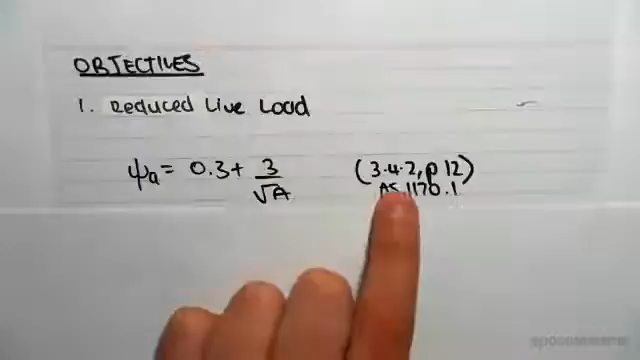 OBJECTIVES
1. Reduced Live Load
ψa = 0.3 + 3/√A (3.4.2, p 12)
AS 1170.1